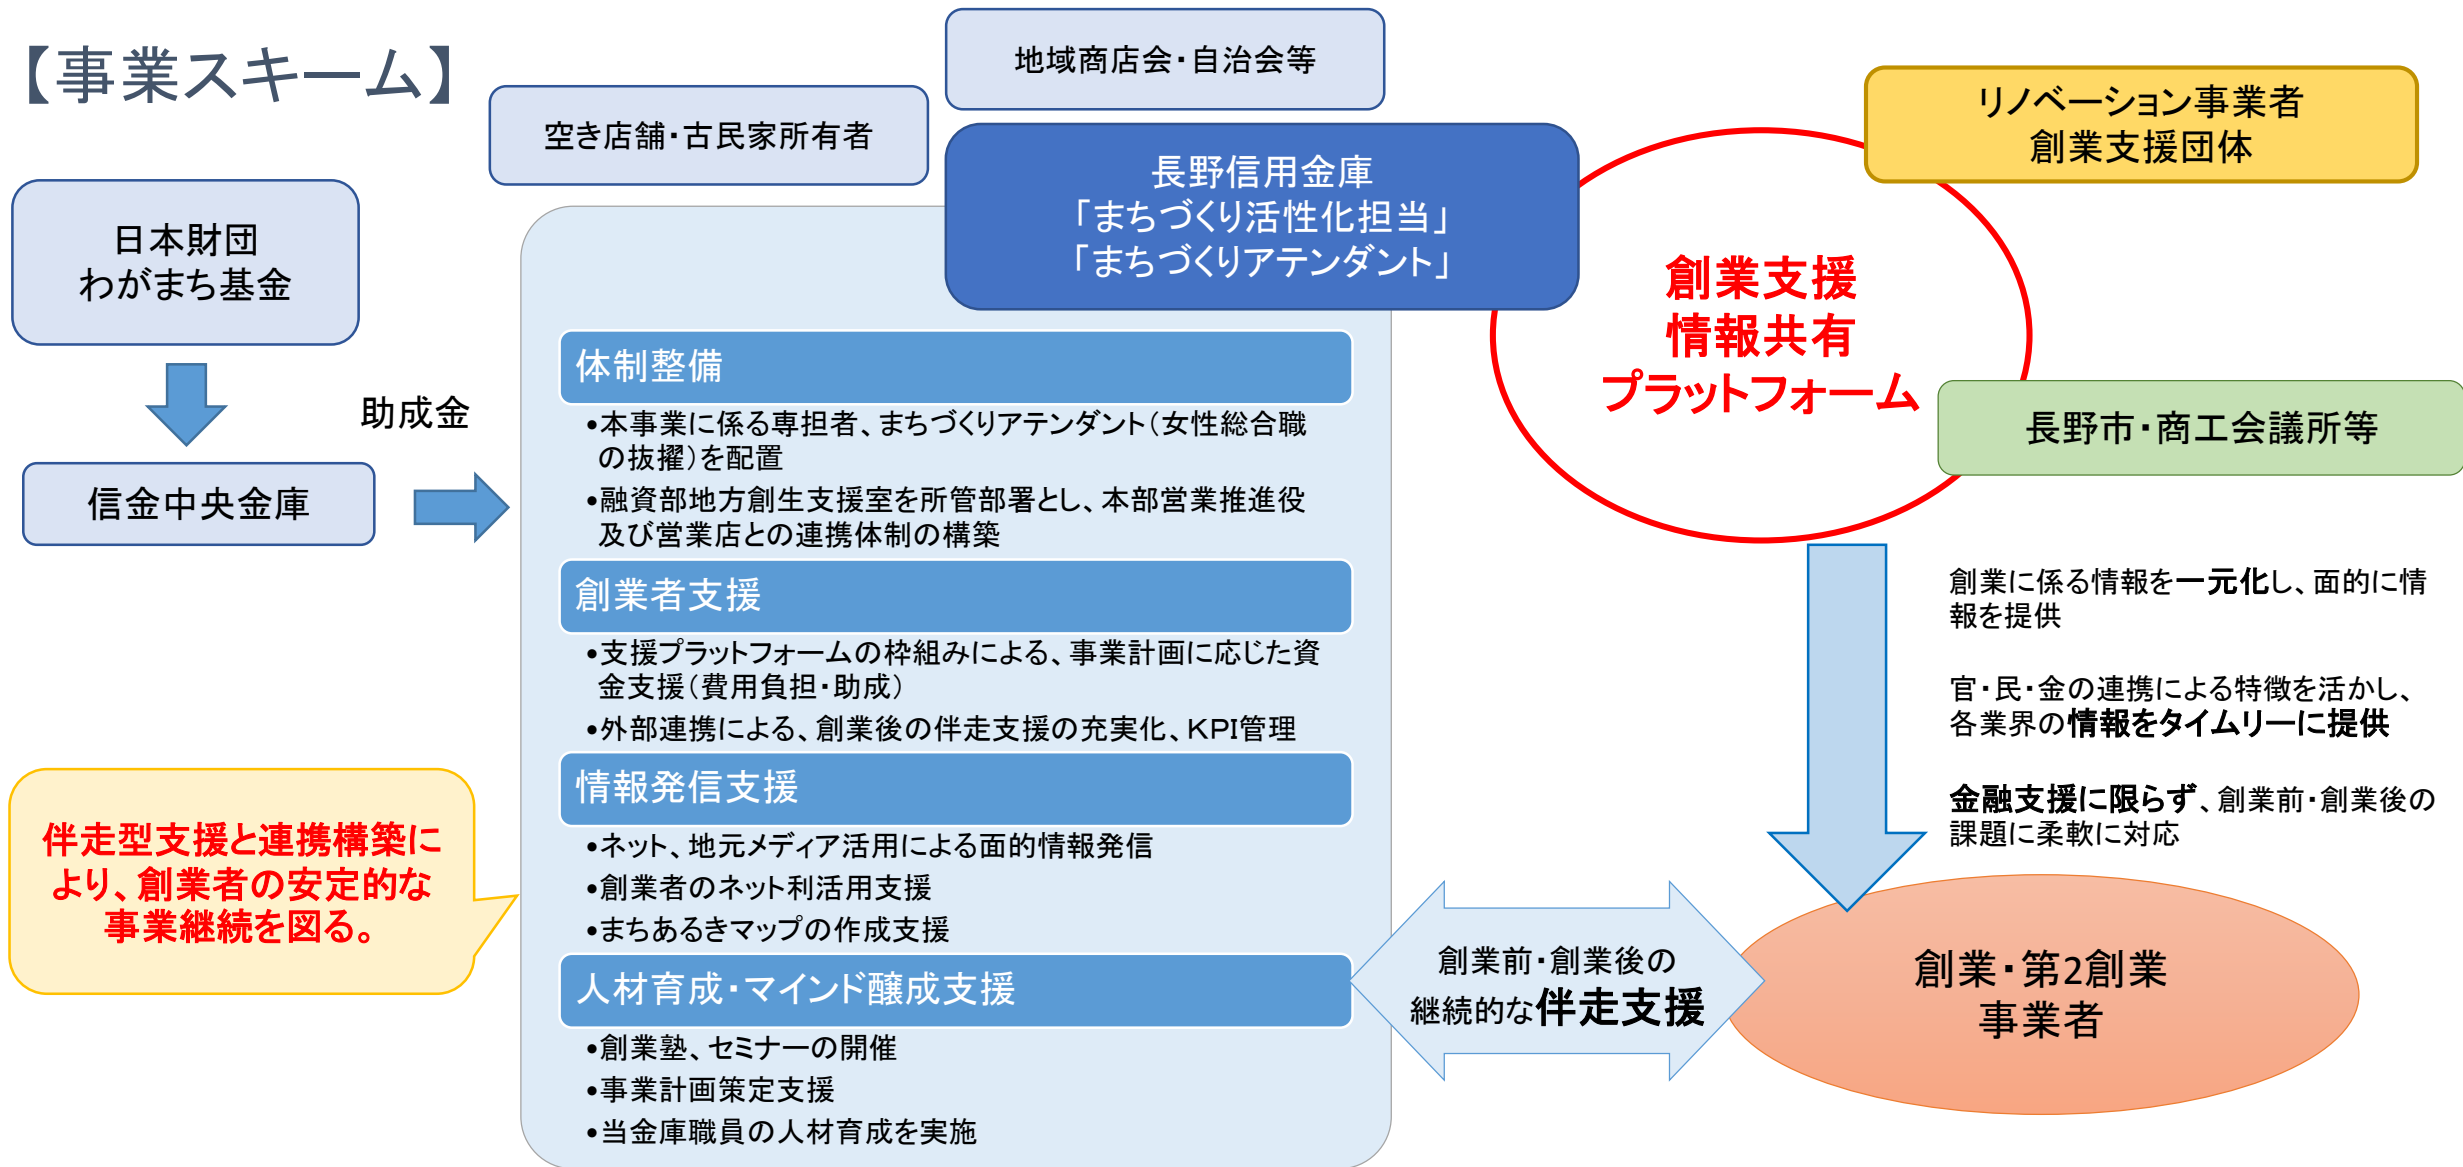 【事業スキーム】
地域商店会・自治会等
空き店舗・古民家所有者
リノベーション事業者
創業支援団体
長野信用金庫
「まちづくり活性化担当」
「まちづくりアテンダント」
日本財団
わがまち基金
助成金
信金中央金庫
創業支援
情報共有
プラットフォーム
長野市・商工会議所等
体制整備
•本事業に係る専担者、まちづくりアテンダント（女性総合職
の抜擢）を配置
•融資部地方創生支援室を所管部署とし、本部営業推進役
及び営業店との連携体制の構築
創業者支援
•支援プラットフォームの枠組みによる、事業計画に応じた資
金支援（費用負担・助成）
•外部連携による、創業後の伴走支援の充実化、KPI管理
情報発信支援
•ネット、地元メディア活用による面的情報発信
•創業者のネット利活用支援
•まちあるきマップの作成支援
人材育成・マインド醸成支援
•創業塾、セミナーの開催
•事業計画策定支援
•当金庫職員の人材育成を実施
伴走型支援と連携構築に
より、創業者の安定的な
事業継続を図る。
創業に係る情報を一元化し、面的に情
報を提供
官・民・金の連携による特徴を活かし、
各業界の情報をタイムリーに提供
金融支援に限らず、創業前・創業後の
課題に柔軟に対応
創業前・創業後の
継続的な伴走支援
創業・第2創業
事業者